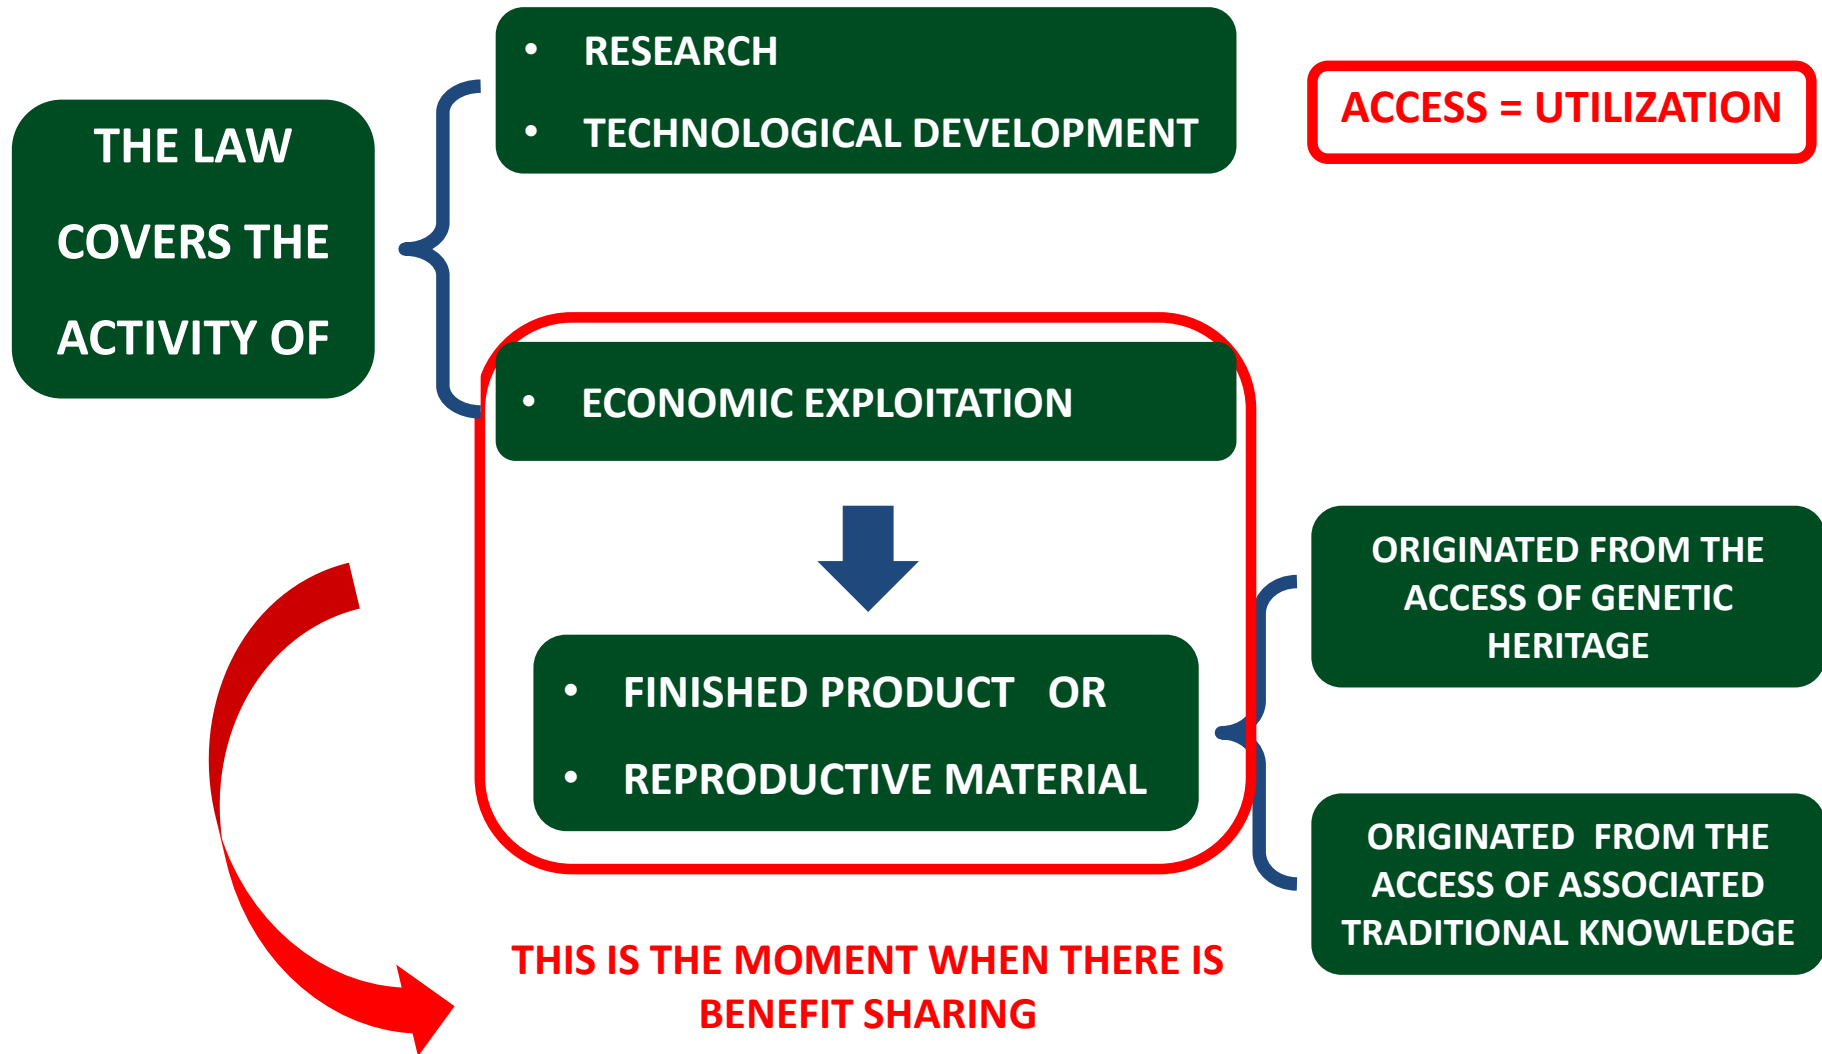 THE LAW
COVERS THE
ACTIVITY OF
• RESEARCH
• TECHNOLOGICAL DEVELOPMENT
ACCESS = UTILIZATION
• ECONOMIC EXPLOITATION
• FINISHED PRODUCT OR
• REPRODUCTIVE MATERIAL
ORIGINATED FROM THE
ACCESS OF GENETIC
HERITAGE
ORIGINATED FROM THE
ACCESS OF ASSOCIATED
TRADITIONAL KNOWLEDGE
THIS IS THE MOMENT WHEN THERE IS
BENEFIT SHARING